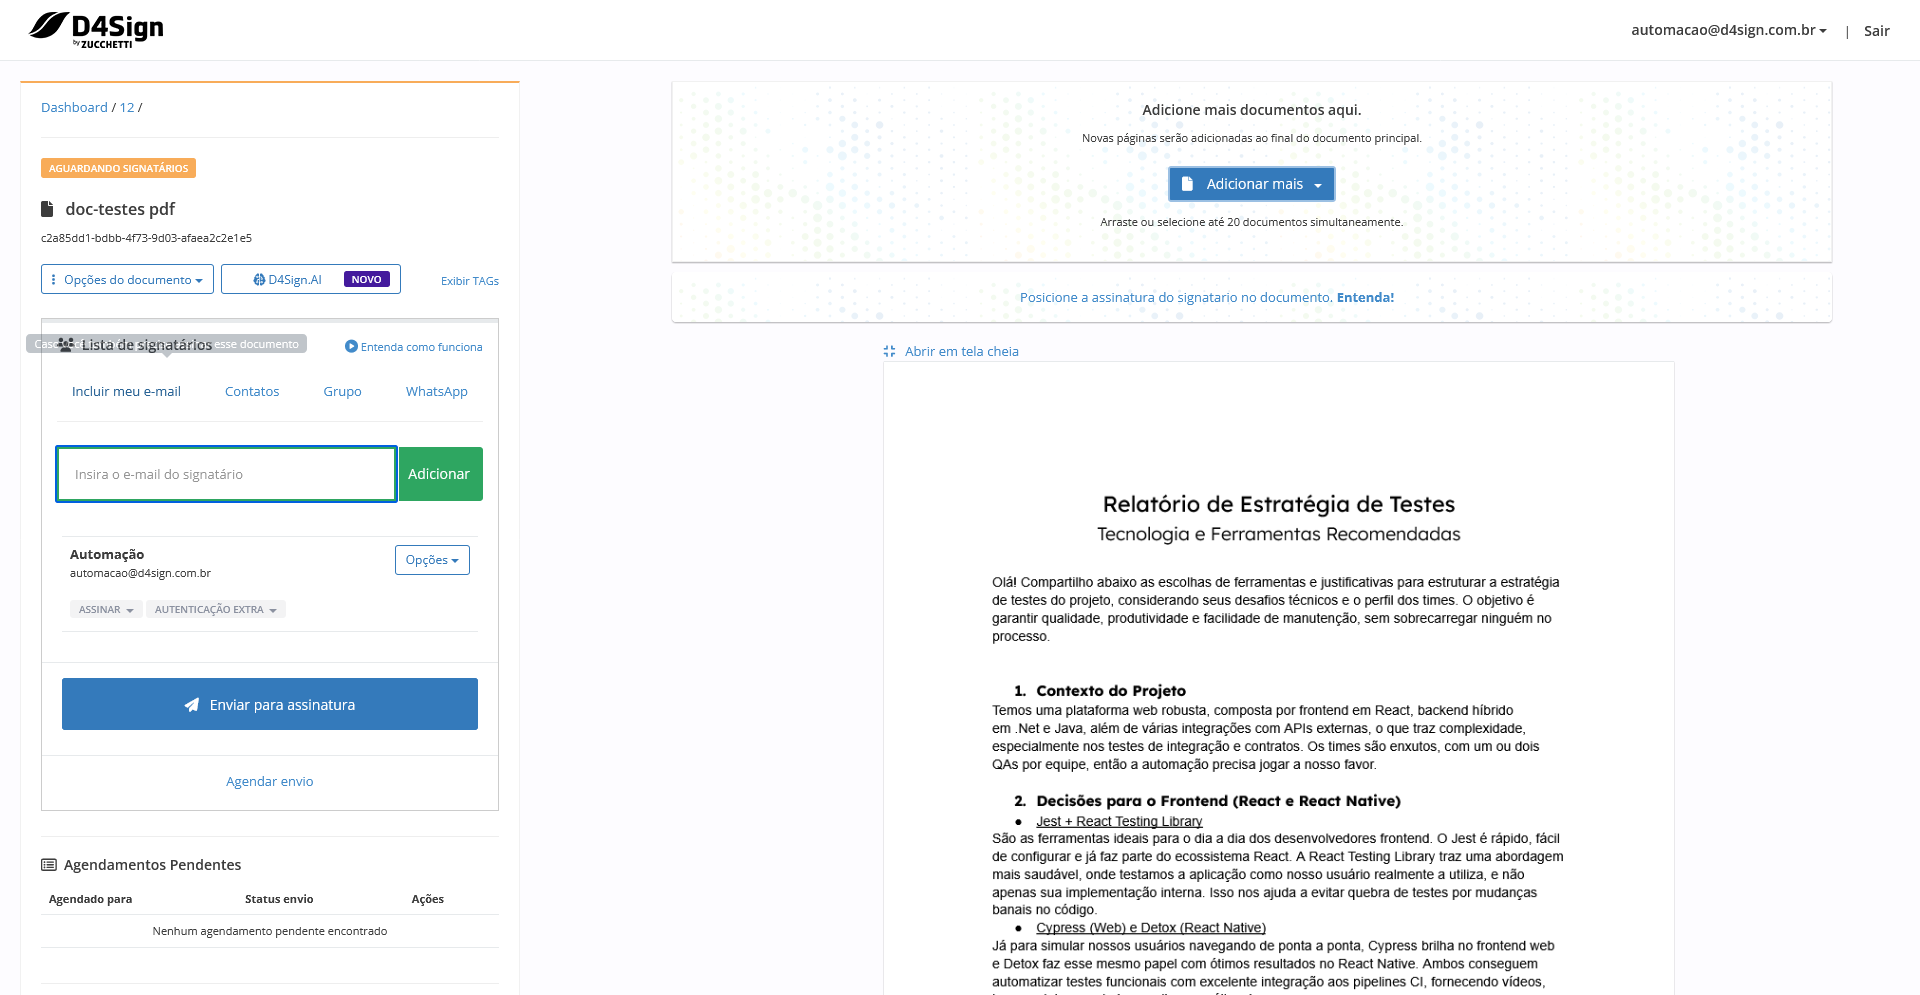 D4Sign
by ZUCCHETTI
automacao@d4sign.com.br
|
Sair
Dashboard / 12 /
AGUARDANDO SIGNATÁRIOS
doc-testes pdf
c2a85dd1-bdbb-4f73-9d03-afaea2c2e1e5
Opções do documento
D4Sign.AI
NOVO
Exibir TAGs
Lista de signatários
esse documento
Entenda como funciona
Incluir meu e-mail
Contatos
Grupo
WhatsApp
Insira o e-mail do signatário
Adicionar
Automação
automacao@d4sign.com.br
Opções
ASSINAR
AUTENTICAÇÃO EXTRA
Enviar para assinatura
Agendar envio
Agendamentos Pendentes
Agendado para
Status envio
Ações
Nenhum agendamento pendente encontrado
Adicione mais documentos aqui.
Novas páginas serão adicionadas ao final do documento principal.
Adicionar mais
Arraste ou selecione até 20 documentos simultaneamente.
Posicione a assinatura do signatario no documento. Entenda!
Abrir em tela cheia
Relatório de Estratégia de Testes
Tecnologia e Ferramentas Recomendadas
Olá! Compartilho abaixo as escolhas de ferramentas e justificativas para estruturar a estratégia
de testes do projeto, considerando seus desafios técnicos e o perfil dos times. O objetivo é
garantir qualidade, produtividade e facilidade de manutenção, sem sobrecarregar ninguém no
processo.
1. Contexto do Projeto
Temos uma plataforma web robusta, composta por frontend em React, backend híbrido
em .Net e Java, além de várias integrações com APIs externas, o que traz complexidade,
especialmente nos testes de integração e contratos. Os times são enxutos, com um ou dois
QAs por equipe, então a automação precisa jogar a nosso favor.
2. Decisões para o Frontend (React e React Native)
● Jest + React Testing Library
São as ferramentas ideais para o dia a dia dos desenvolvedores frontend. O Jest é rápido, fácil
de configurar e já faz parte do ecossistema React. A React Testing Library traz uma abordagem
mais saudável, onde testamos a aplicação como nosso usuário realmente a utiliza, e não
apenas sua implementação interna. Isso nos ajuda a evitar quebra de testes por mudanças
banais no código.
● Cypress (Web) e Detox (React Native)
Já para simular nossos usuários navegando de ponta a ponta, Cypress brilha no frontend web
e Detox faz esse mesmo papel com ótimos resultados no React Native. Ambos conseguem
automatizar testes funcionais com excelente integração aos pipelines CI, fornecendo vídeos,